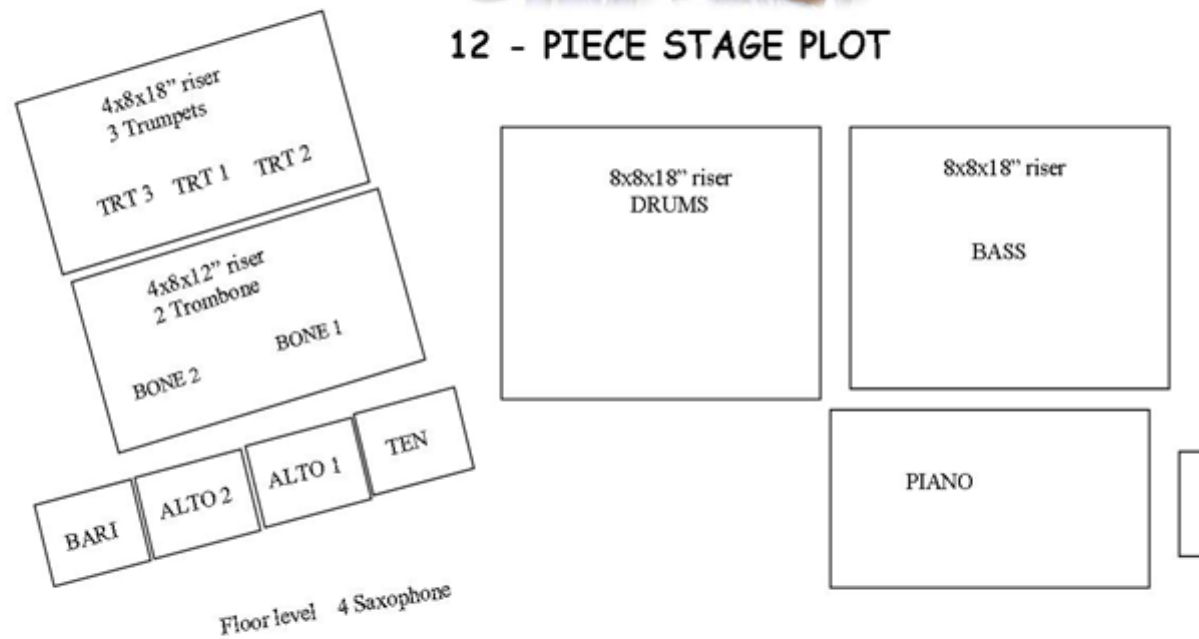 12 - PIECE STAGE PLOT
4x8x18” riser
3 Trumpets
TRT 3 TRT 1 TRT 2
4x8x12” riser
2 Trombone
BONE 1
BONE 2
BARI
ALTO 2
ALTO 1
TEN
Floor level 4 Saxophone
8x8x18” riser
DRUMS
8x8x18” riser
BASS
PIANO